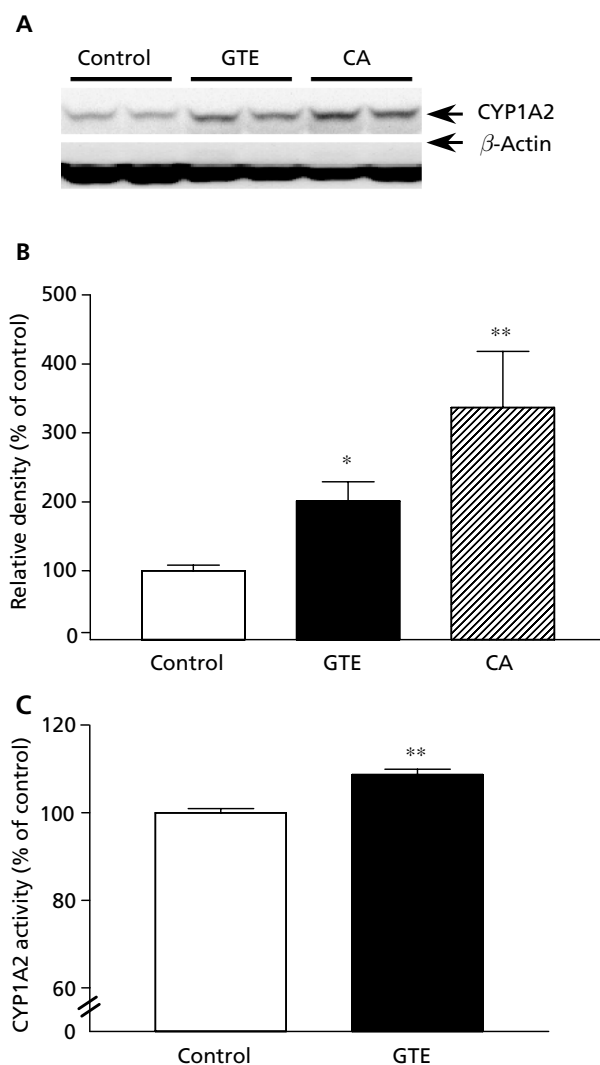 A
Control GTE CA
CYP1A2
β-Actin
B
Relative density (% of control)
500
400
300
200
100
0
*
**
Control GTE CA
C
CYP1A2 activity (% of control)
120
100
80
60
0
**
Control GTE